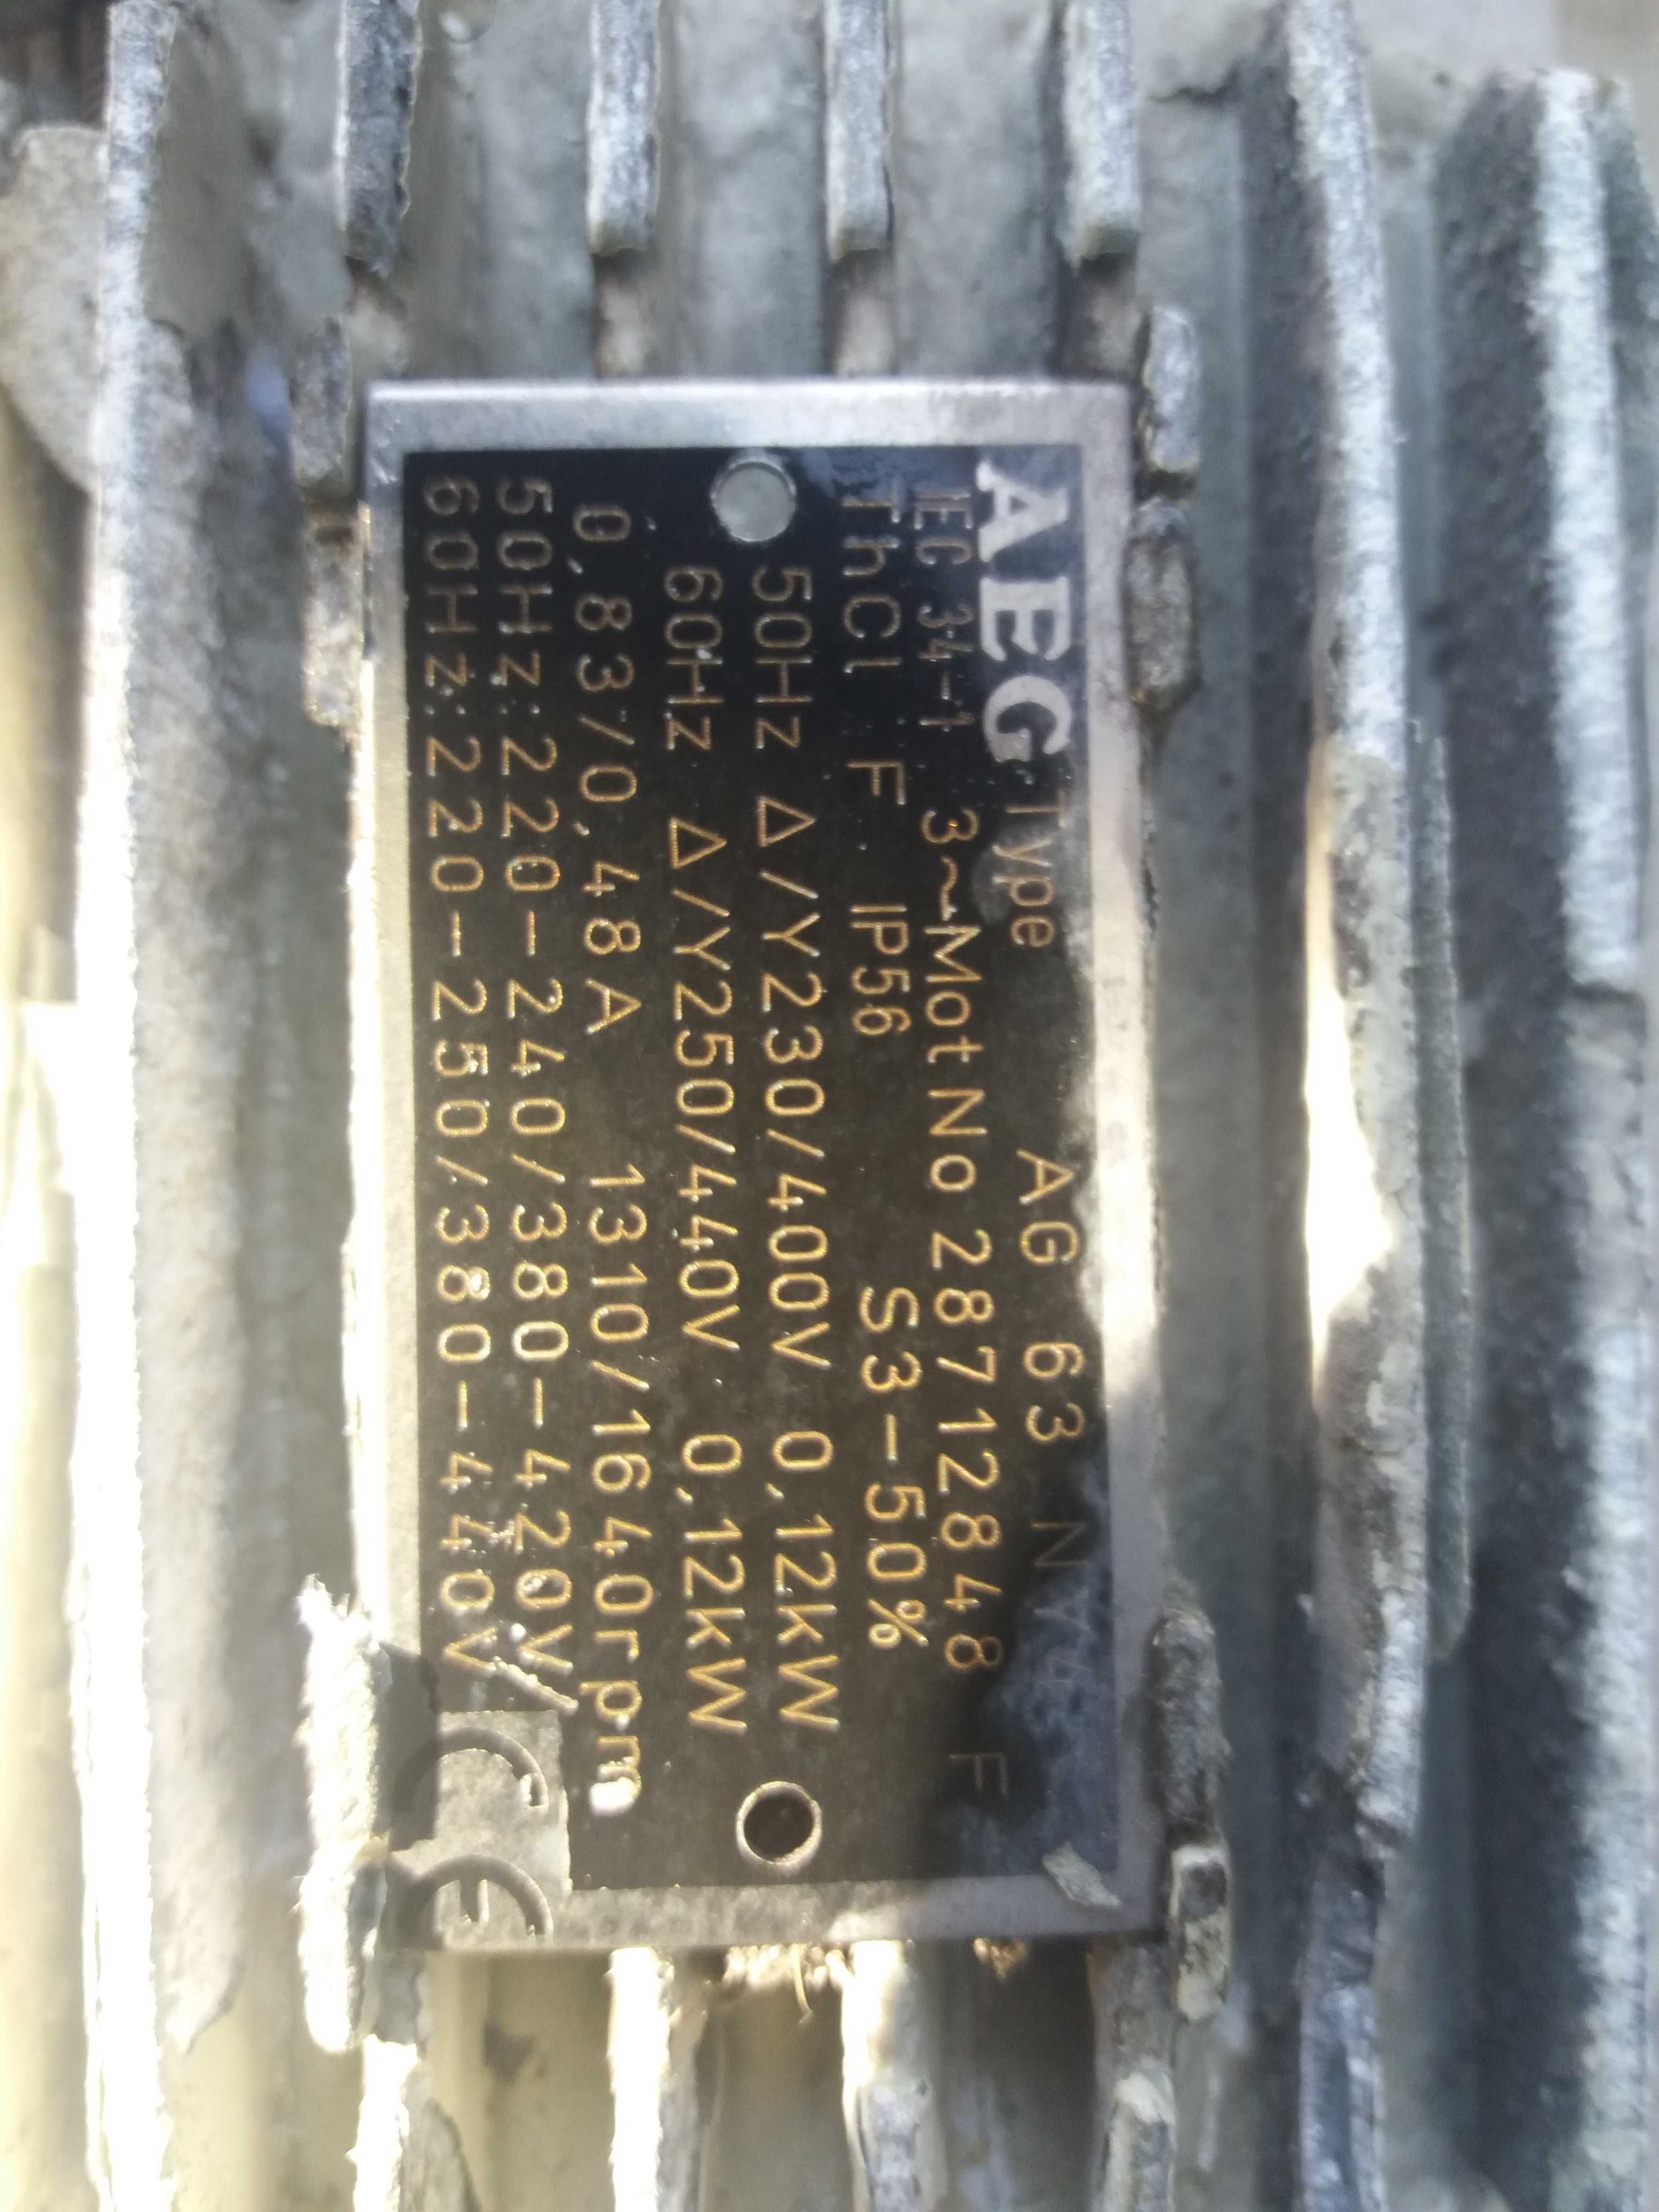 AEG Type AG 63 N
IEC 34-1 3~Mot No 28712848 F
ThCl F IP56 S3-50%
50Hz Δ/Y230/400V 0,12kW
60Hz Δ/Y250/440V 0,12kW
0,83/0,48A 1310/1640rpm
50Hz:220-240/380-420V/
60Hz:220-250/380-440V
CE